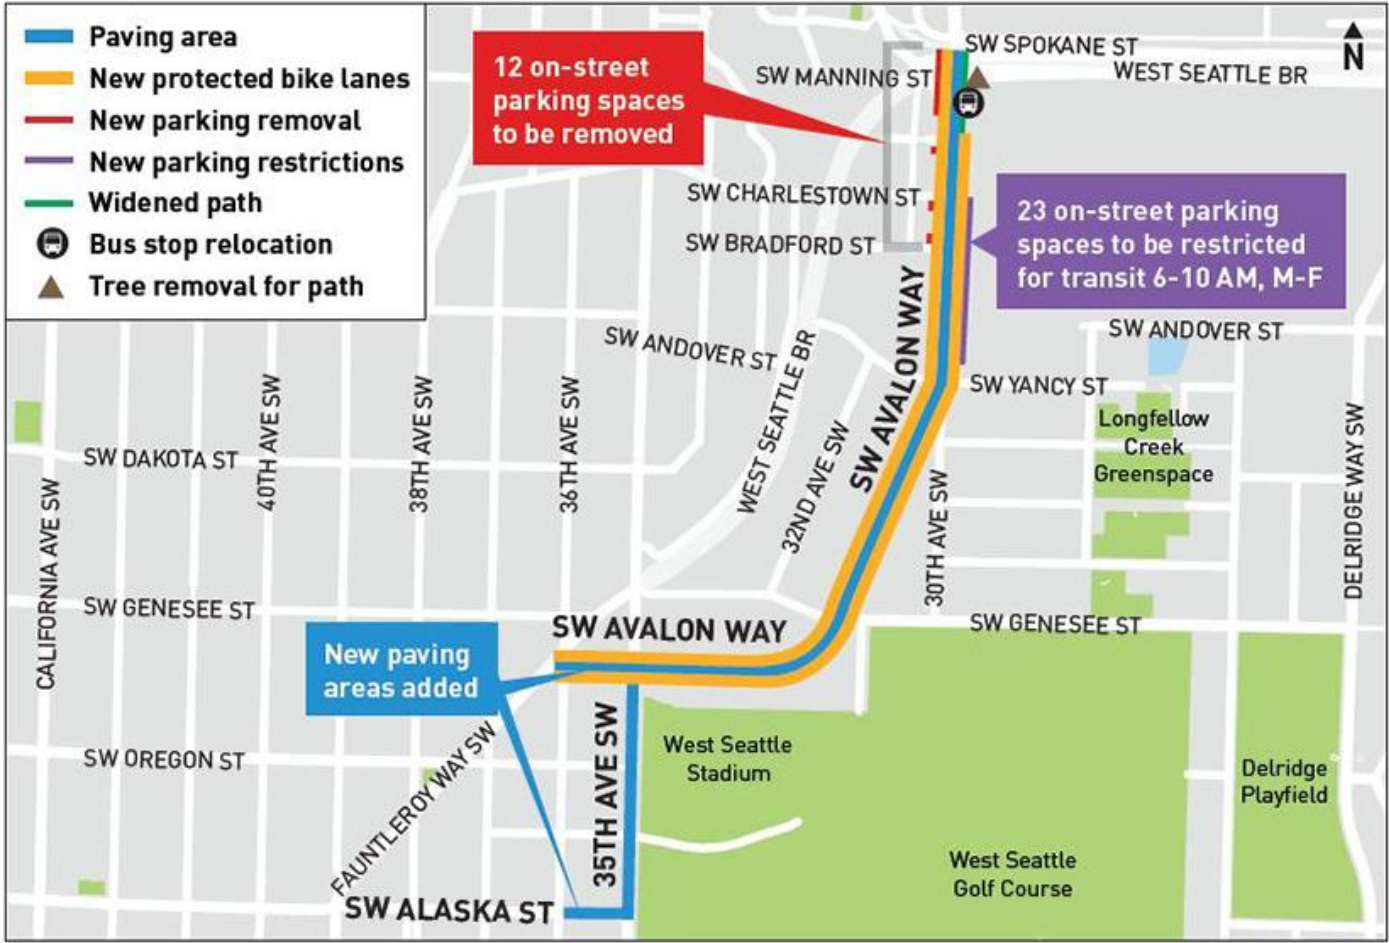 Paving area
New protected bike lanes
New parking removal
New parking restrictions
Widened path
Bus stop relocation
Tree removal for path
12 on-street
parking spaces
to be removed
SW SPOKANE ST
WEST SEATTLE BR
SW MANNING ST
N
SW CHARLESTOWN ST
SW BRADFORD ST
23 on-street parking
spaces to be restricted
for transit 6-10 AM, M-F
SW ANDOVER ST
SW ANDOVER ST
WEST SEATTLE BR
SW AVALON WAY
SW YANCY ST
Longfellow
Creek
Greenspace
40TH AVE SW
38TH AVE SW
36TH AVE SW
32ND AVE SW
30TH AVE SW
DELRIDGE WAY SW
CALIFORNIA AVE SW
SW DAKOTA ST
SW GENESEE ST
SW AVALON WAY
SW GENESEE ST
New paving
areas added
SW OREGON ST
FAUNTLEROY WAY SW
35TH AVE SW
West Seattle
Stadium
Delridge
Playfield
West Seattle
Golf Course
SW ALASKA ST